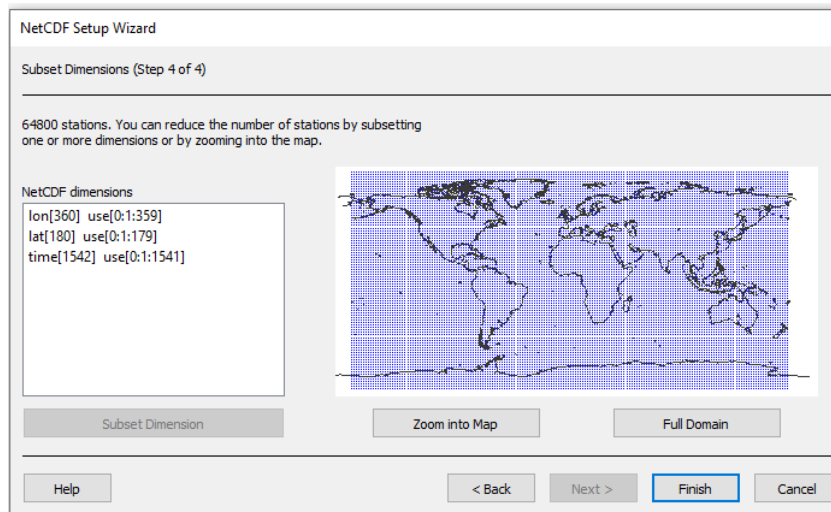 NetCDF Setup Wizard
Subset Dimensions (Step 4 of 4)
64800 stations. You can reduce the number of stations by subsetting
one or more dimensions or by zooming into the map.
NetCDF dimensions
lon[360] use[0:1:359]
lat[180] use[0:1:179]
time[1542] use[0:1:1541]
Subset Dimension
Zoom into Map
Full Domain
Help
< Back
Next >
Finish
Cancel